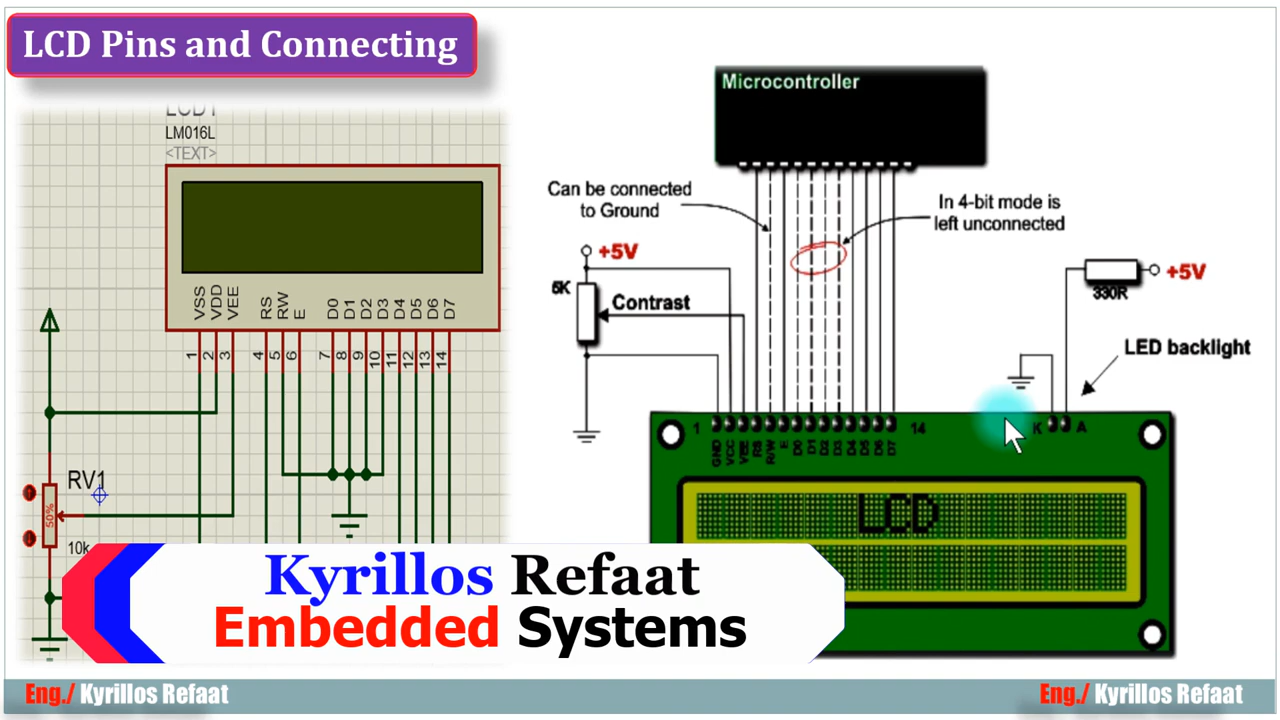 LCD Pins and Connecting
LCD1
LM016L
<TEXT>
VSS
VDD
VEE
RS
RW
E
D0
D1
D2
D3
D4
D5
D6
D7
1
2
3
4
5
6
7
8
9
10
11
12
13
14
RV1
50%
10k
Microcontroller
Can be connected
to Ground
In 4-bit mode is
left unconnected
+5V
5K
Contrast
+5V
330R
LED backlight
1
14
K
A
GND
VCC
VEE
RS
R/W
E
D0
D1
D2
D3
D4
D5
D6
D7
LCD
Kyrillos Refaat
Embedded Systems
Eng./ Kyrillos Refaat
Eng./ Kyrillos Refaat